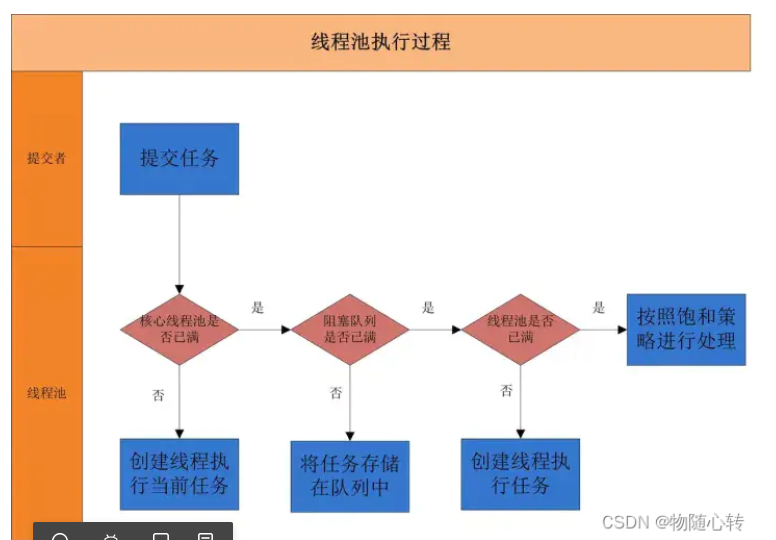 线程池执行过程
提交者
提交任务
核心线程池是
否已满
是
阻塞队列
是否已满
是
线程池是否
已满
是
按照饱和策
略进行处理
线程池
否
否
否
创建线程执
行当前任务
将任务存储
在队列中
创建线程执
行任务
CSDN @物随心转